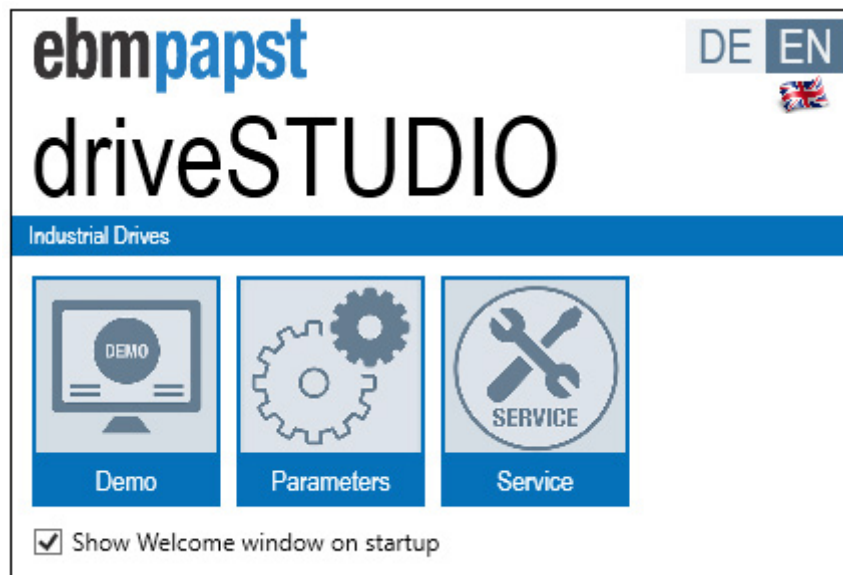 ebmpapst
DE EN
driveSTUDIO
Industrial Drives
DEMO
SERVICE
Demo
Parameters
Service
Show Welcome window on startup